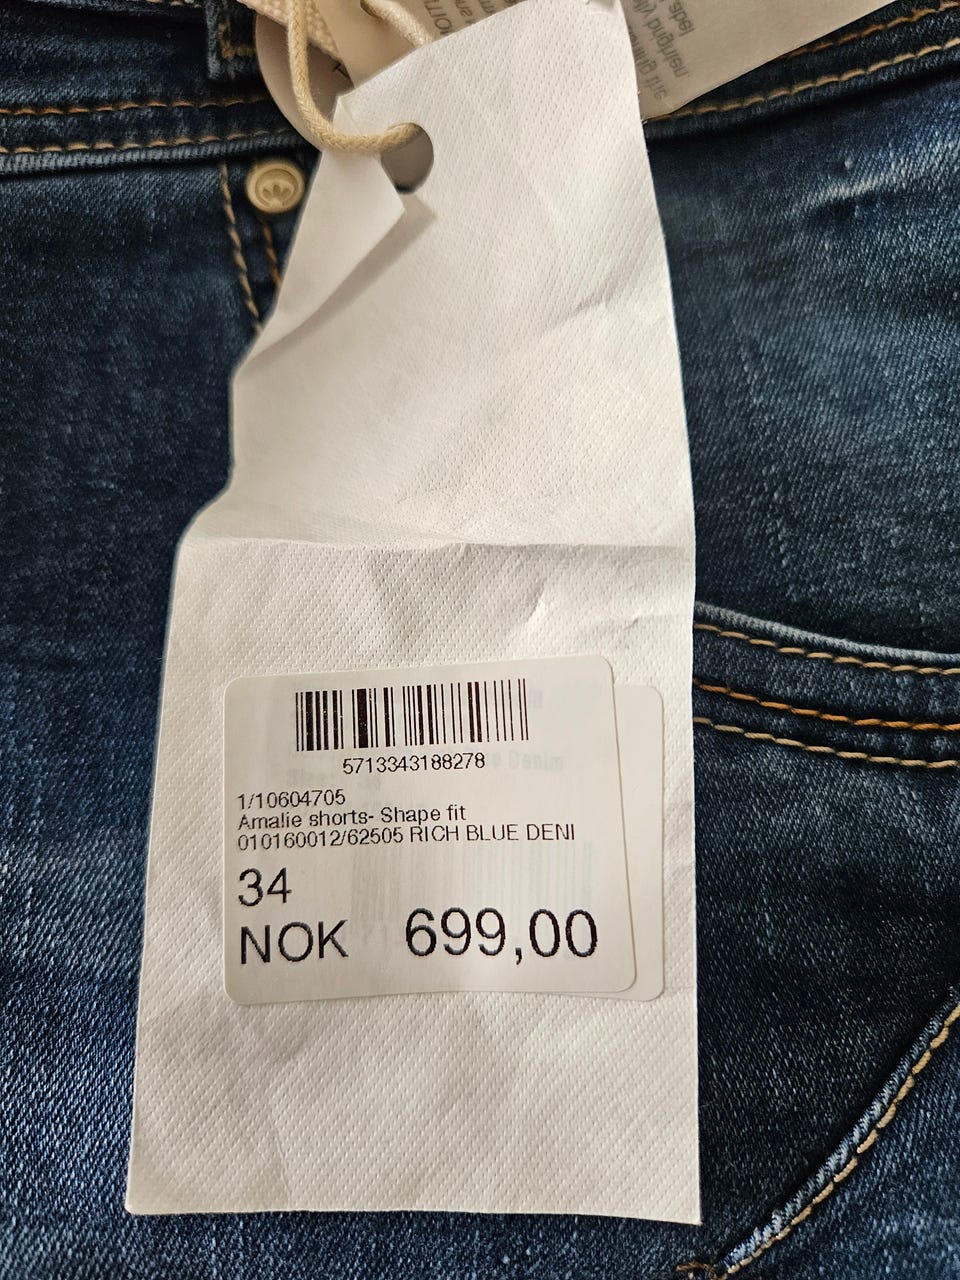 5713343188278
1/10604705
Amalie shorts- Shape fit
010160012/62505 RICH BLUE DENI
34
NOK 699,00